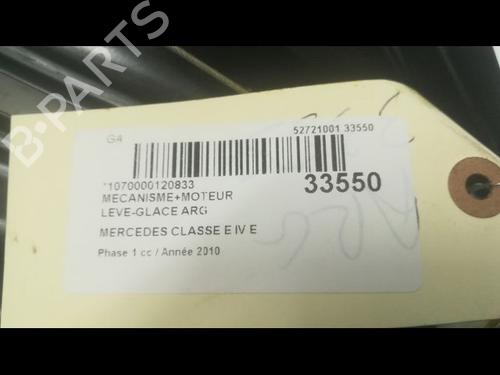 G4
52721001 33550
*1070000120833
33550
MECANISME+MOTEUR
LEVE-GLACE ARG
MERCEDES CLASSE E IV E
Phase 1 cc / Année 2010
B-PARTS